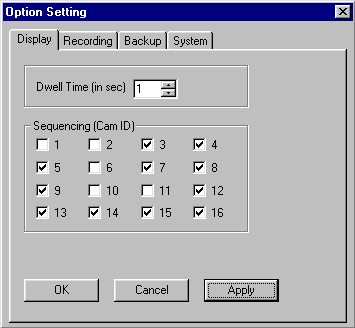 Option Setting
Display Recording Backup System
Dwell Time (in sec) 1
Sequencing (Cam ID)
1 2 3 4
5 6 7 8
9 10 11 12
13 14 15 16
OK Cancel Apply